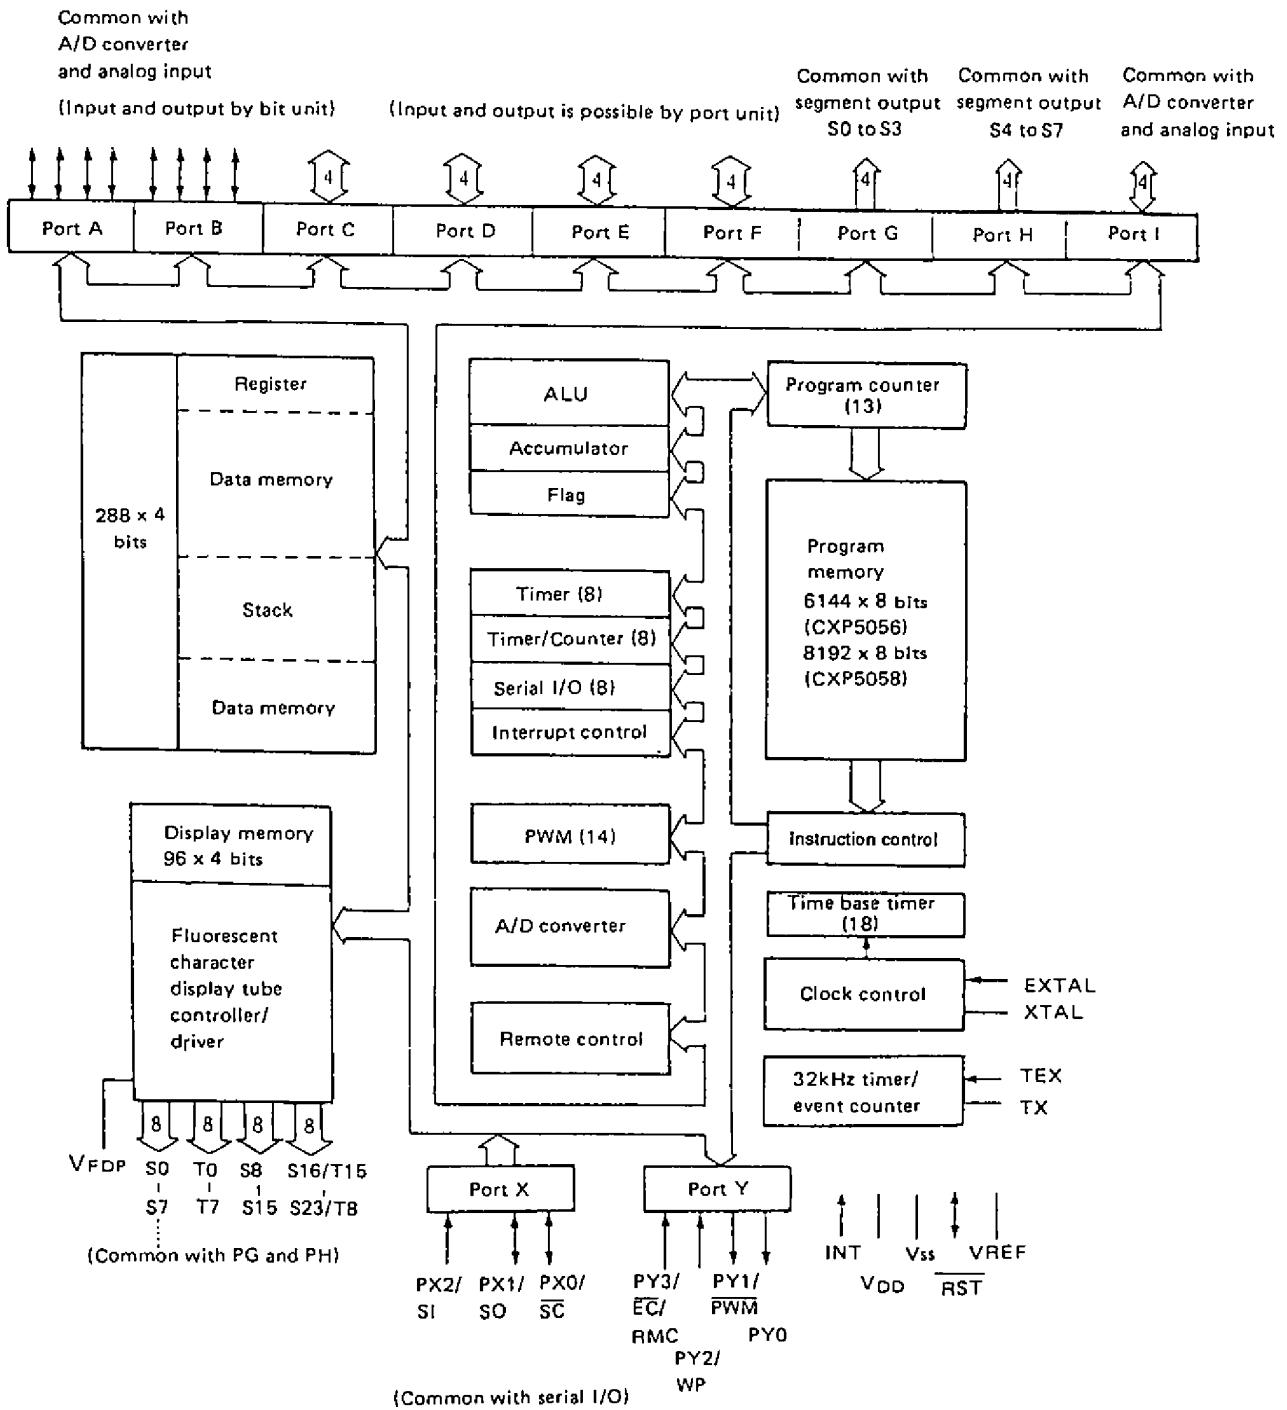 Common with
A/D converter
and analog input
(Input and output by bit unit)
(Input and output is possible by port unit)
Common with
segment output
S0 to S3
Common with
segment output
S4 to S7
Common with
A/D converter
and analog input
4
4
4
4
4
4
4
Port A
Port B
Port C
Port D
Port E
Port F
Port G
Port H
Port I
288 x 4
bits
Register
Data memory
Stack
Data memory
ALU
Accumulator
Flag
Timer (8)
Timer/Counter (8)
Serial I/O (8)
Interrupt control
PWM (14)
A/D converter
Remote control
Program counter
(13)
Program
memory
6144 x 8 bits
(CXP5056)
8192 x 8 bits
(CXP5058)
Instruction control
Time base timer
(18)
Clock control
EXTAL
XTAL
32kHz timer/
event counter
TEX
TX
Display memory
96 x 4 bits
Fluorescent
character
display tube
controller/
driver
8
8
8
8
VFDP
S0
S7
T0
T7
S8
S15
S16/T15
S23/T8
(Common with PG and PH)
Port X
PX2/
SI
PX1/
SO
PX0/
SC
(Common with serial I/O)
Port Y
PY3/
EC/
RMC
PY2/
WP
PY1/
PWM
PY0
INT
VDD
Vss
RST
VREF